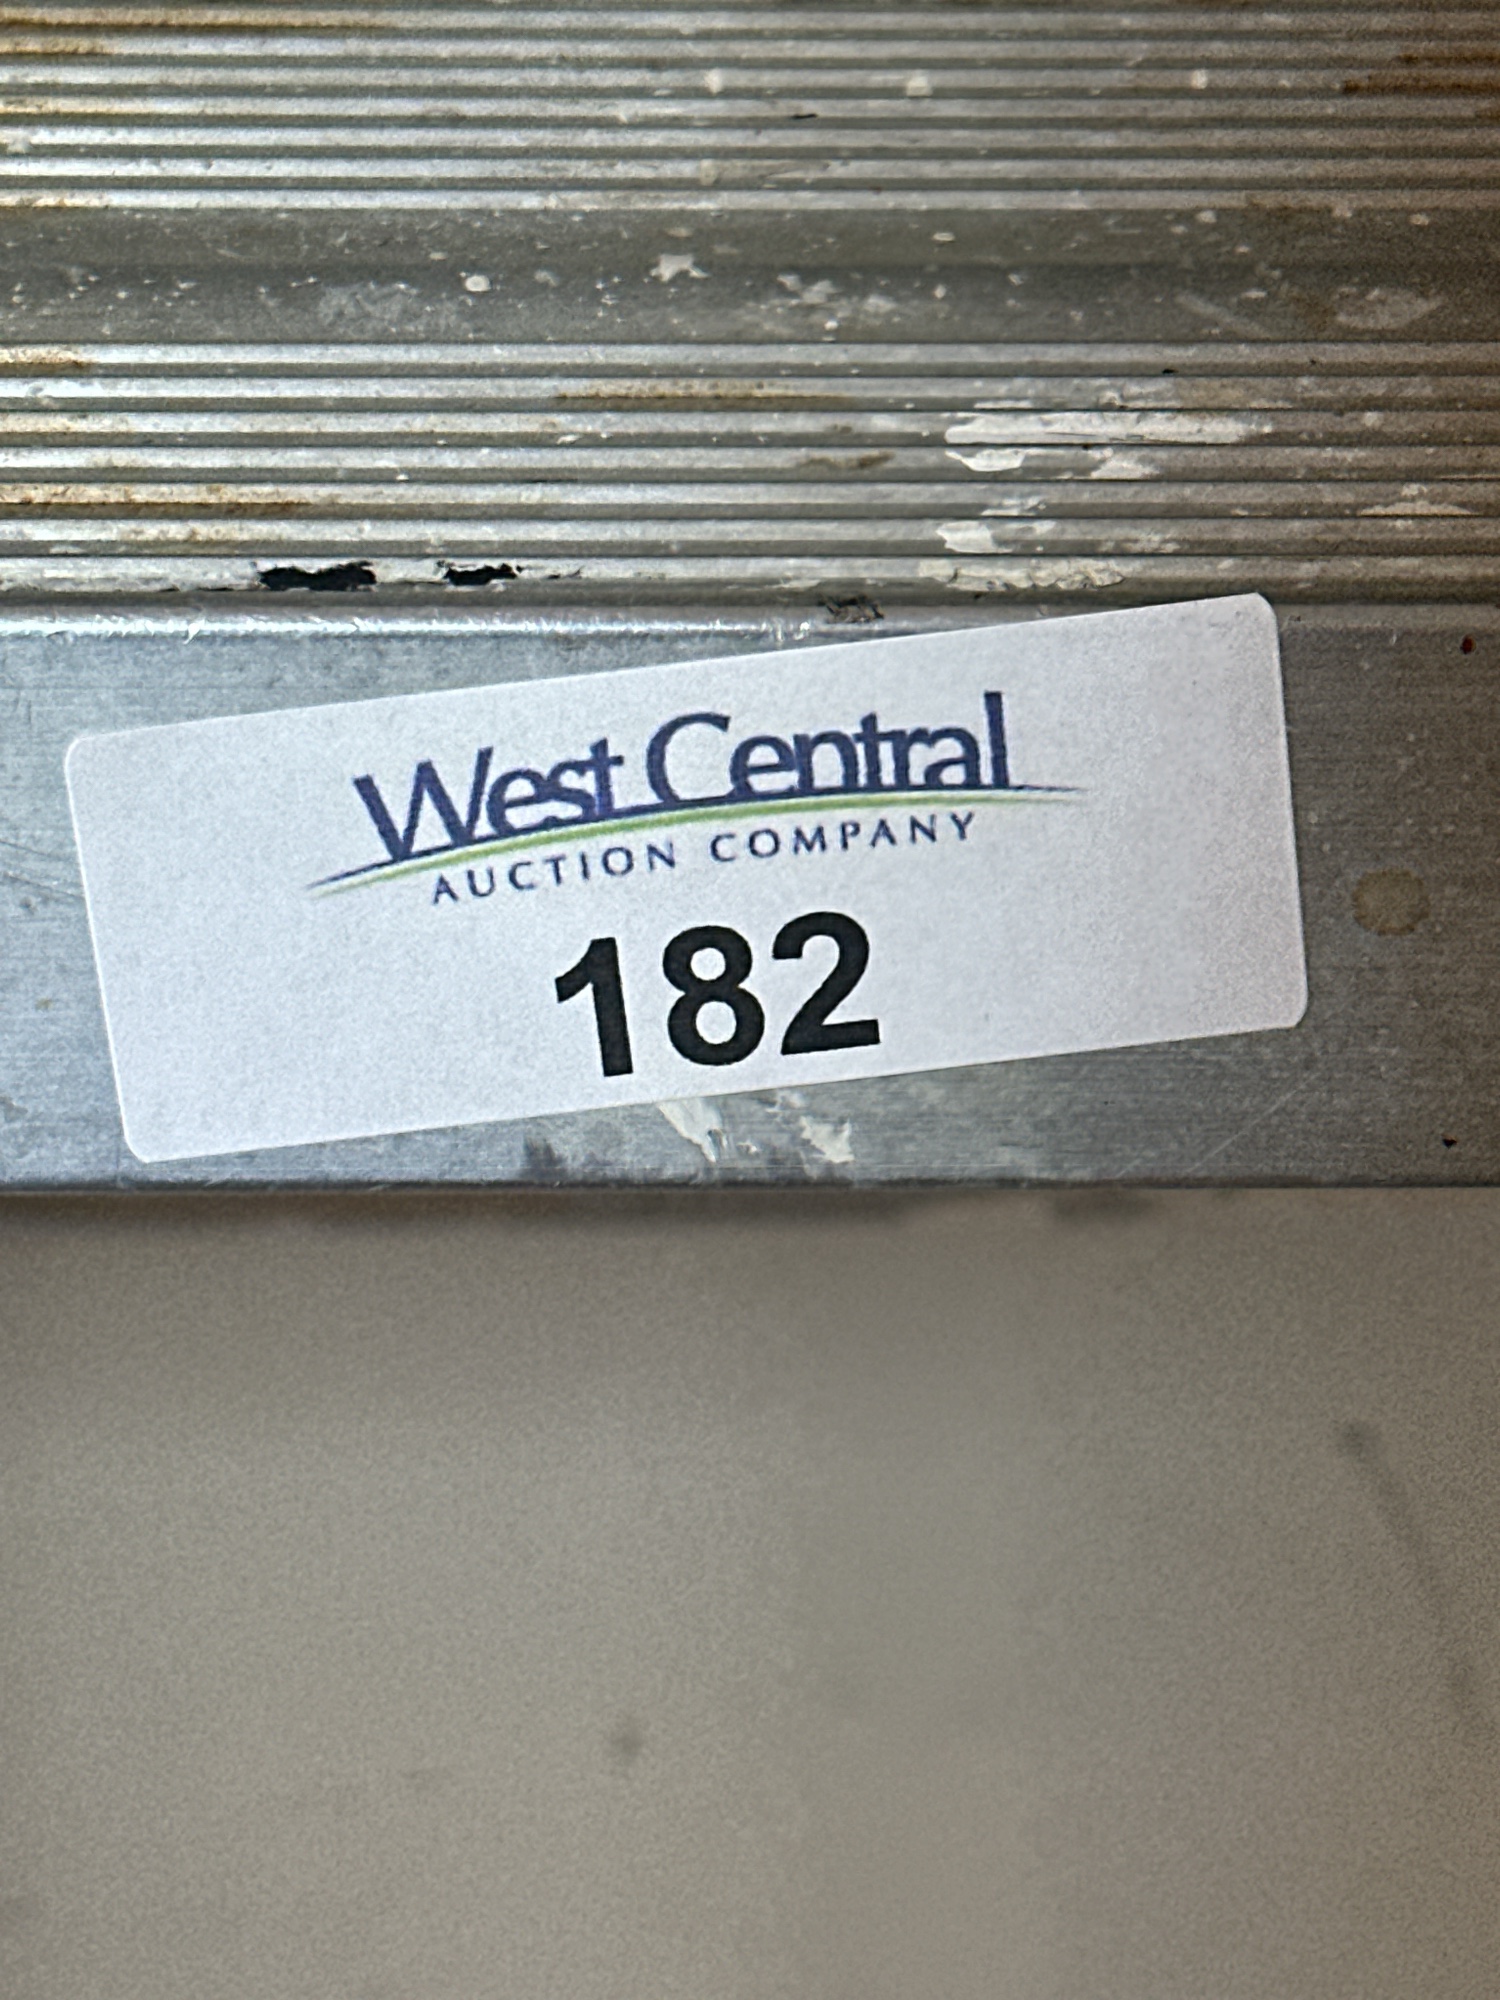 West Central
AUCTION COMPANY
182